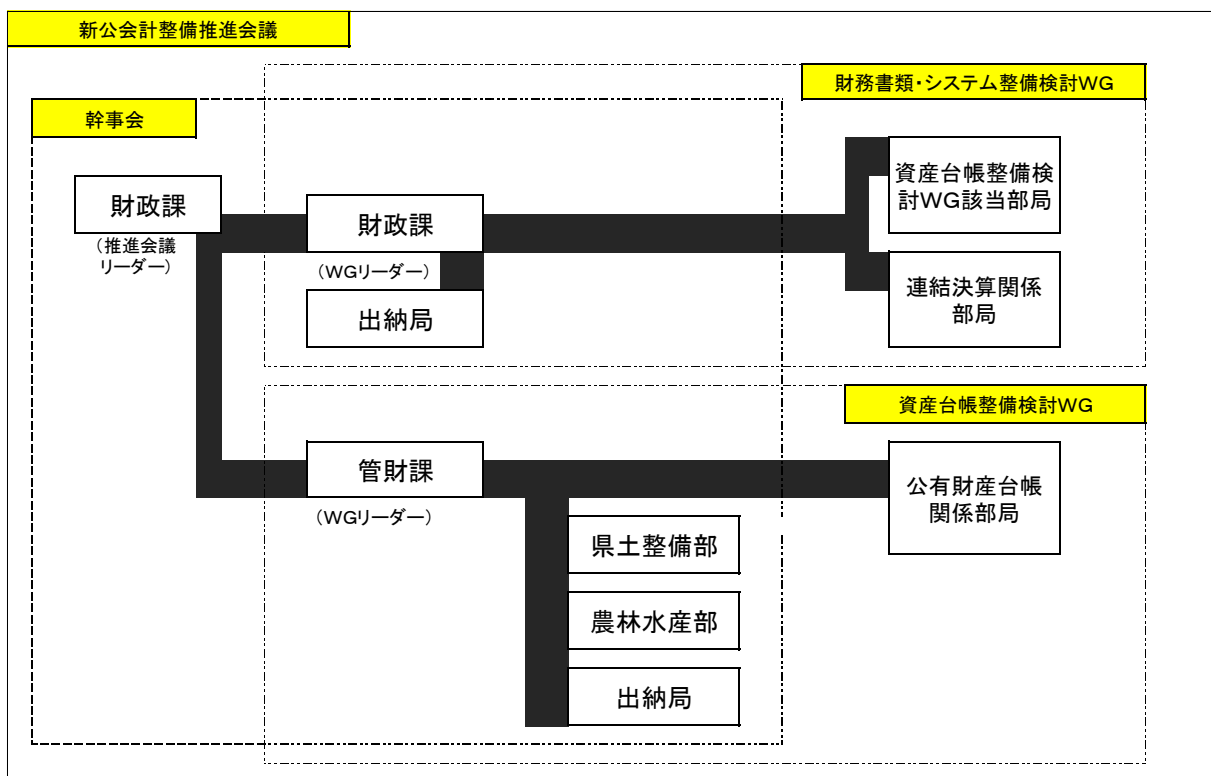 新公会計整備推進会議
財務書類・システム整備検討WG
幹事会
財政課
（推進会議
リーダー）
財政課
（WGリーダー）
出納局
資産台帳整備検
討WG該当部局
連結決算関係
部局
資産台帳整備検討WG
管財課
（WGリーダー）
公有財産台帳
関係部局
県土整備部
農林水産部
出納局